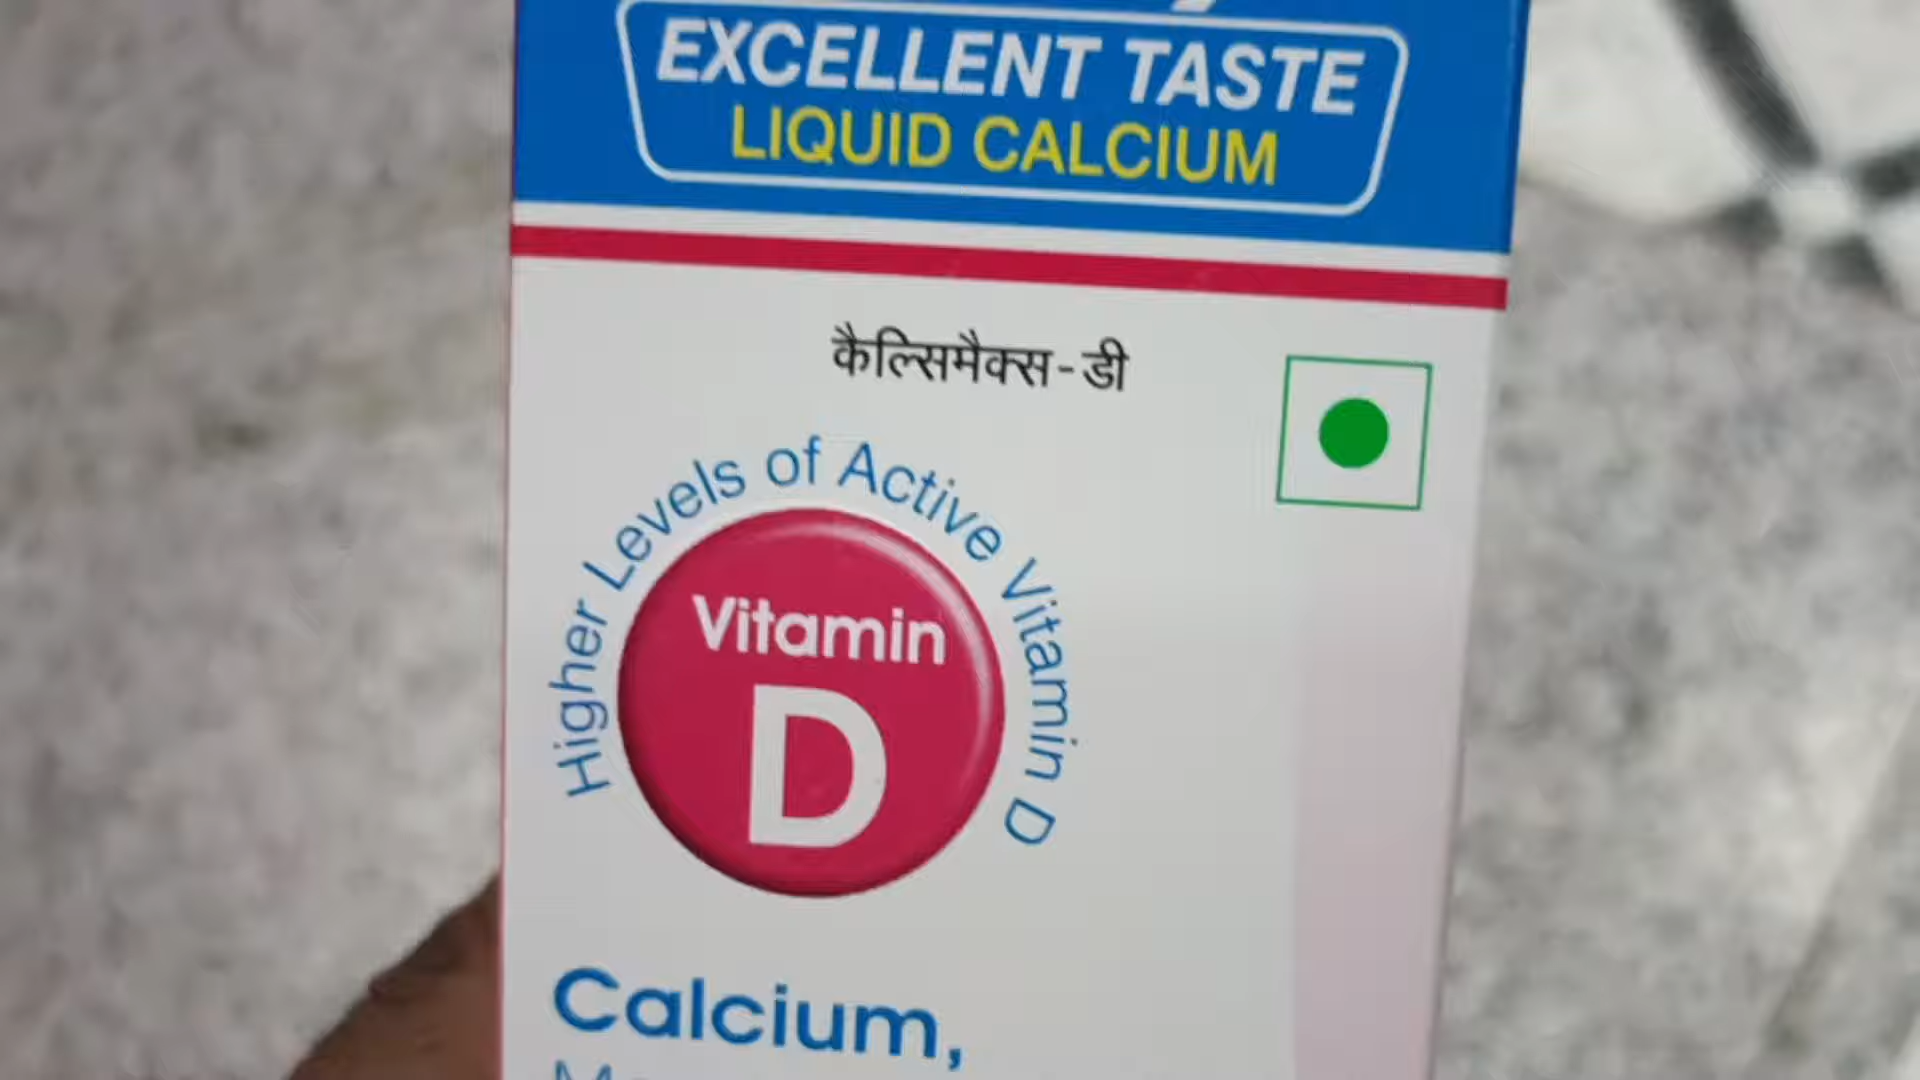 EXCELLENT TASTE
LIQUID CALCIUM
कैल्सिमैक्स-डी
Higher Levels of Active Vitamin D
Vitamin
D
Calcium,